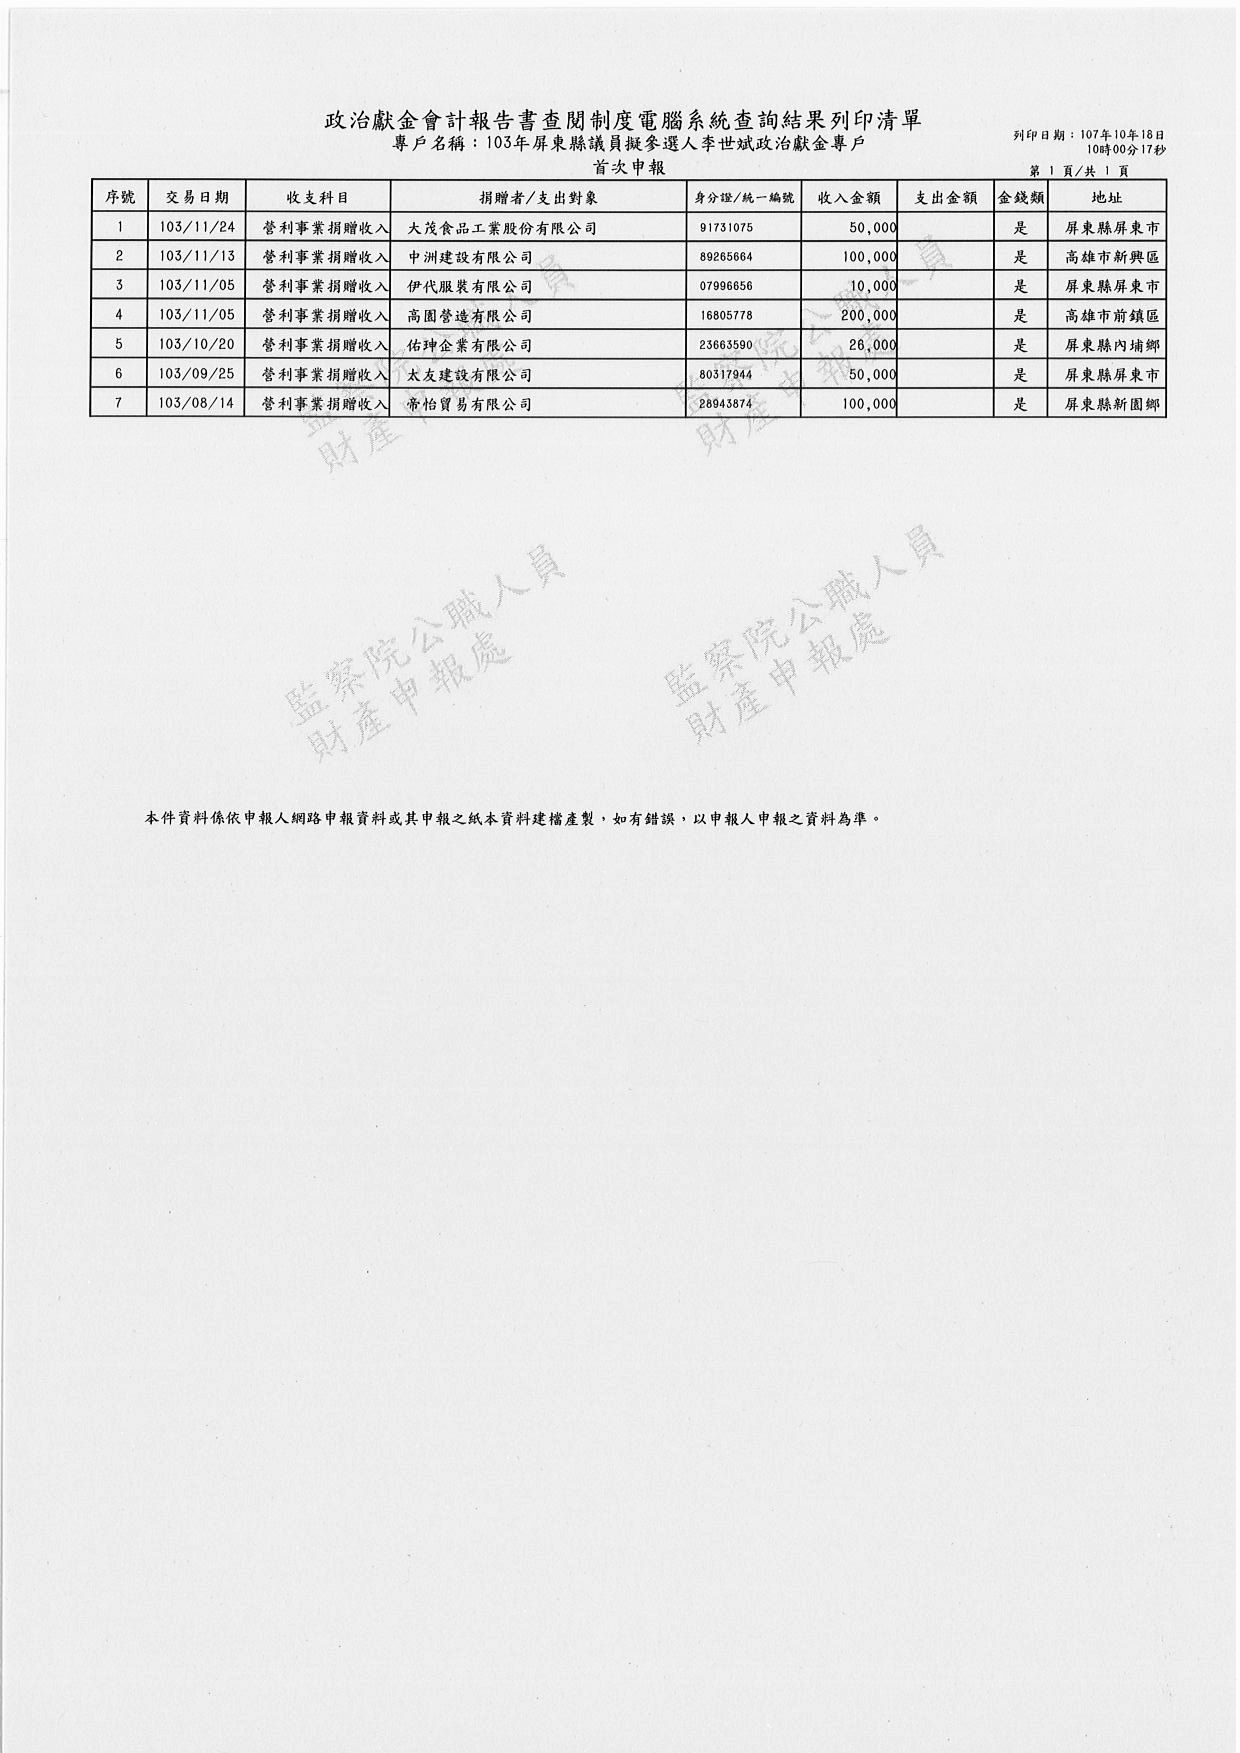 政治獻金會計報告書查閱制度電腦系統查詢結果列印清單
專戶名稱：103年屏東縣議員擬參選人李世斌政治獻金專戶
首次申報
列印日期：107年10年18日
10時00分17秒
第 1 頁/共 1 頁
序號 交易日期 收支科目 捐贈者/支出對象 身分證/統一編號 收入金額 支出金額 金錢類 地址
1 103/11/24 營利事業捐贈收入 大茂食品工業股份有限公司 91731075 50,000 是 屏東縣屏東市
2 103/11/13 營利事業捐贈收入 中洲建設有限公司 89265664 100,000 是 高雄市新興區
3 103/11/05 營利事業捐贈收入 伊代服裝有限公司 07996656 10,000 是 屏東縣屏東市
4 103/11/05 營利事業捐贈收入 高園營造有限公司 16805778 200,000 是 高雄市前鎮區
5 103/10/20 營利事業捐贈收入 佑珅企業有限公司 23663590 26,000 是 屏東縣內埔鄉
6 103/09/25 營利事業捐贈收入 太友建設有限公司 80317944 50,000 是 屏東縣屏東市
7 103/08/14 營利事業捐贈收入 帝怡貿易有限公司 28943874 100,000 是 屏東縣新園鄉
監察院公職人員
財產申報處
監察院公職人員
財產申報處
監察院公職人員
財產申報處
監察院公職人員
財產申報處
本件資料係依申報人網路申報資料或其申報之紙本資料建檔產製，如有錯誤，以申報人申報之資料為準。